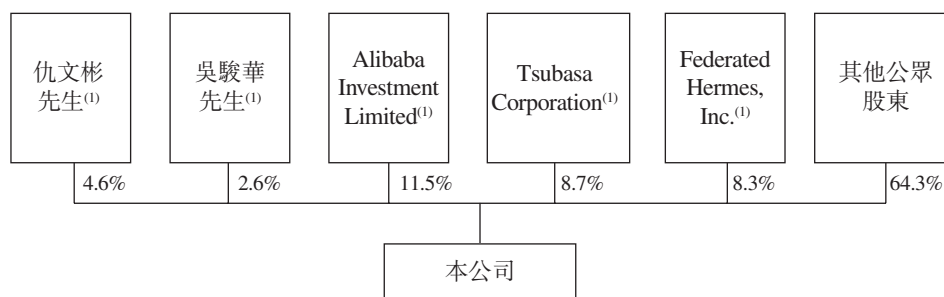 仇文彬
先生(1)
吳駿華
先生(1)
Alibaba
Investment
Limited(1)
Tsubasa
Corporation(1)
Federated
Hermes,
Inc.(1)
其他公眾
股東
4.6%
2.6%
11.5%
8.7%
8.3%
64.3%
本公司